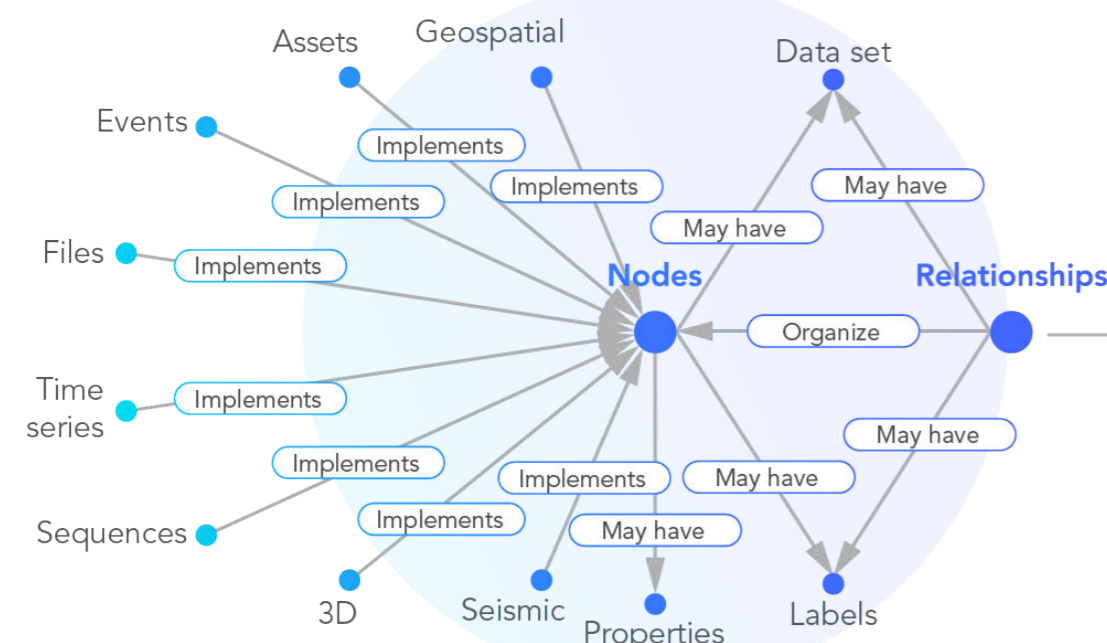 Geospatial
Assets
Data set
Events
Implements
Implements
May have
Implements
May have
Files
Implements
Nodes
Relationships
Organize
Time
series
Implements
May have
Implements
May have
Implements
Implements
May have
Sequences
3D
Seismic
Labels
Properties